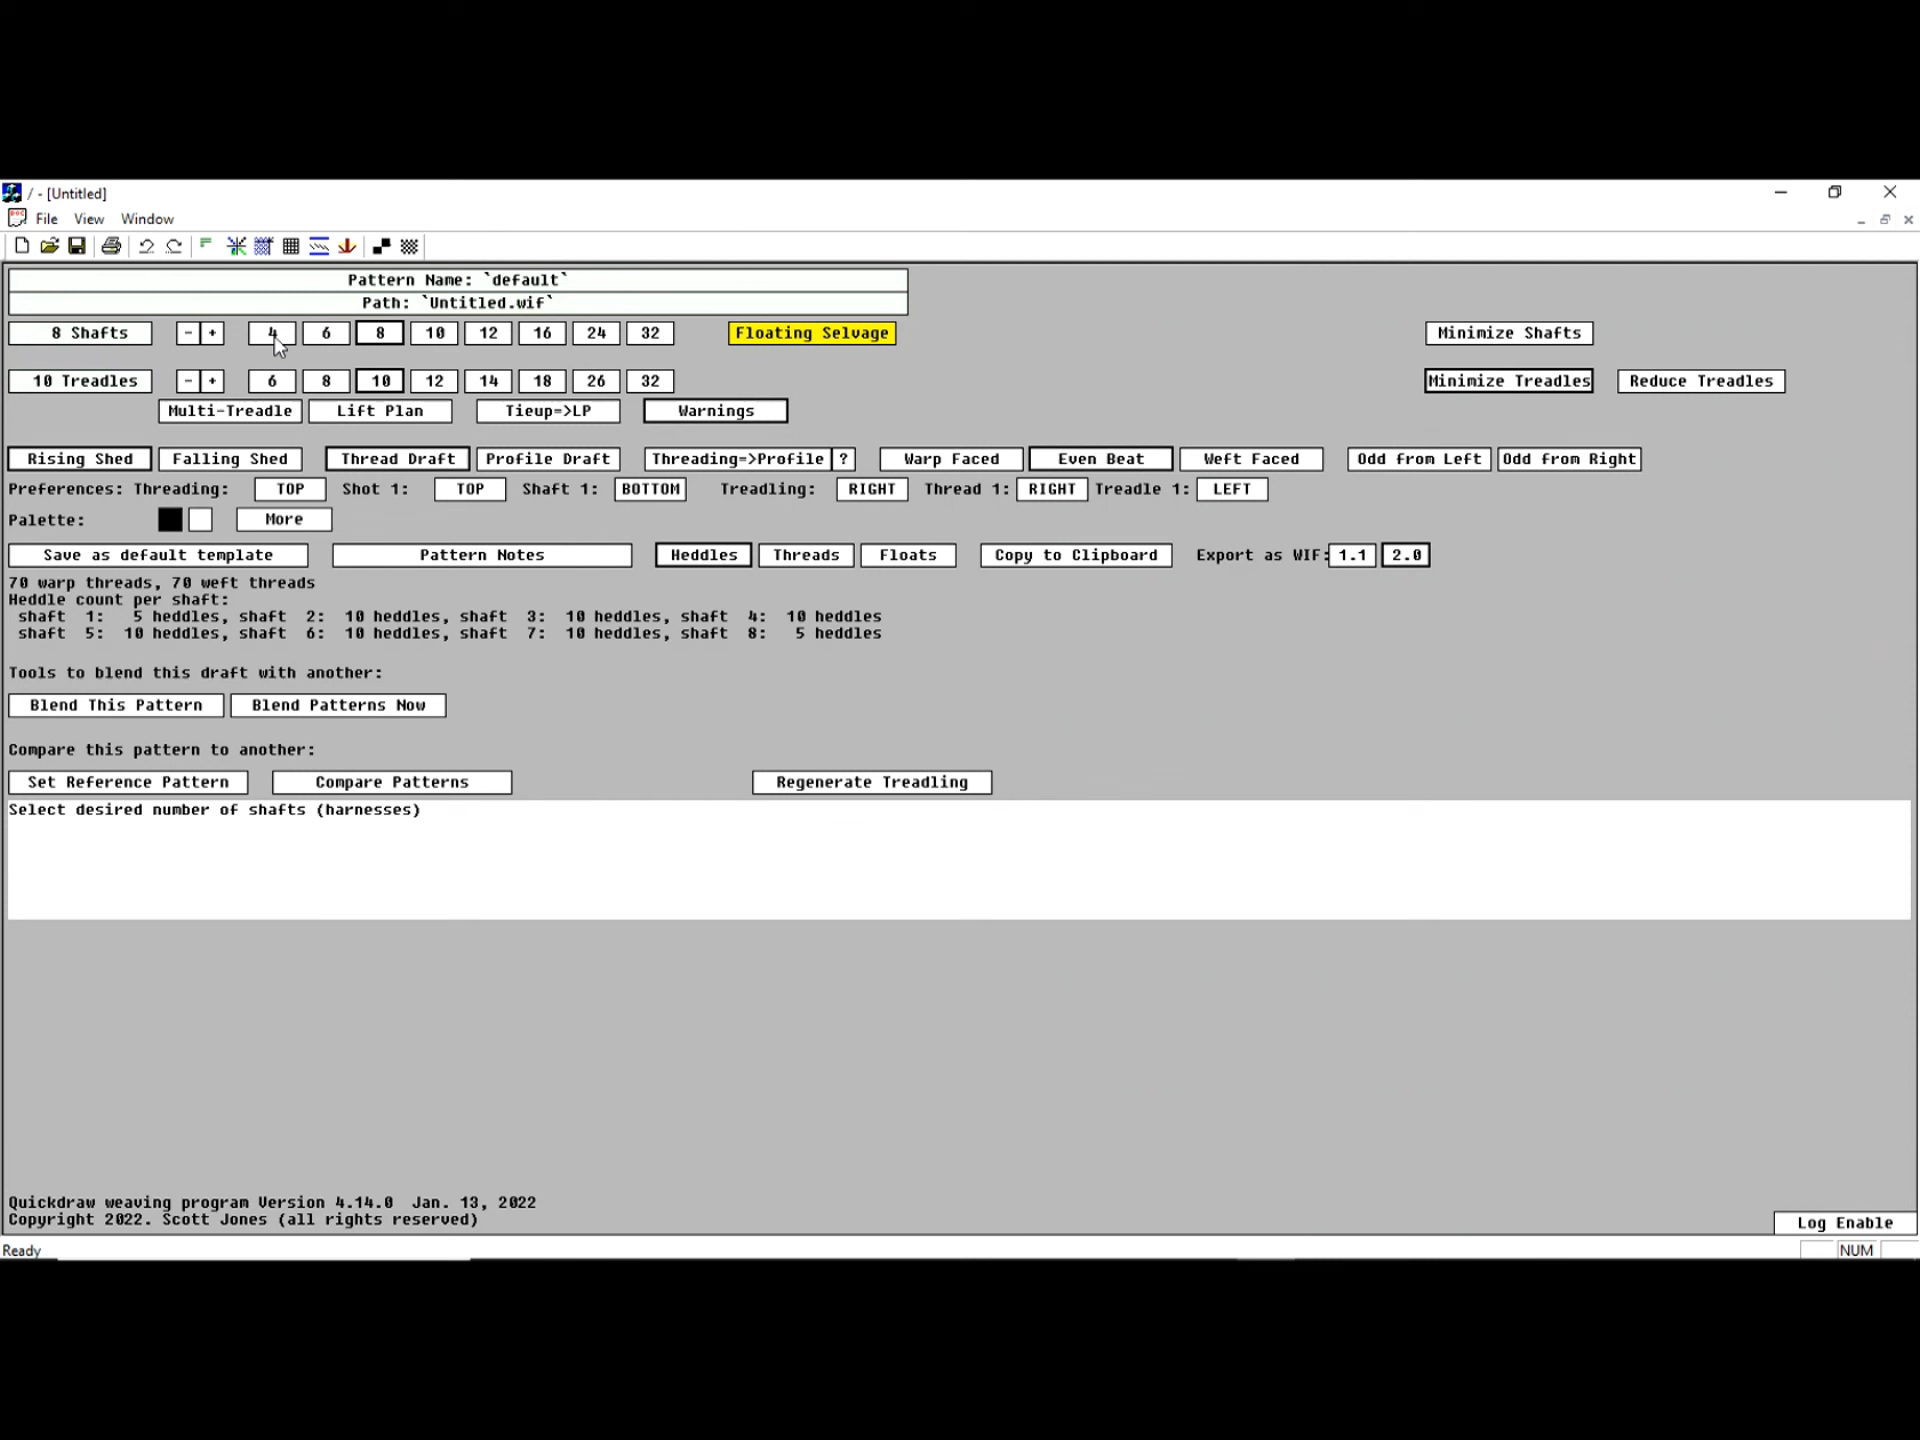 / - [Untitled]
File View Window
Pattern Name: `default`
Path: `Untitled.wif`
8 Shafts - + 4 6 8 10 12 16 24 32 Floating Selvage Minimize Shafts
10 Treadles - + 6 8 10 12 14 18 26 32 Minimize Treadles Reduce Treadles
Multi-Treadle Lift Plan Tieup=>LP Warnings
Rising Shed Falling Shed Thread Draft Profile Draft Threading=>Profile ? Warp Faced Even Beat Weft Faced Odd from Left Odd from Right
Preferences: Threading: TOP Shot 1: TOP Shaft 1: BOTTOM Treadling: RIGHT Thread 1: RIGHT Treadle 1: LEFT
Palette: More
Save as default template Pattern Notes Heddles Threads Floats Copy to Clipboard Export as WIF: 1.1 2.0
70 warp threads, 70 weft threads
Heddle count per shaft:
shaft 1: 5 heddles, shaft 2: 10 heddles, shaft 3: 10 heddles, shaft 4: 10 heddles
shaft 5: 10 heddles, shaft 6: 10 heddles, shaft 7: 10 heddles, shaft 8: 5 heddles
Tools to blend this draft with another:
Blend This Pattern Blend Patterns Now
Compare this pattern to another:
Set Reference Pattern Compare Patterns Regenerate Treadling
Select desired number of shafts (harnesses)
Quickdraw weaving program Version 4.14.0 Jan. 13, 2022
Copyright 2022. Scott Jones (all rights reserved)
Log Enable
Ready NUM